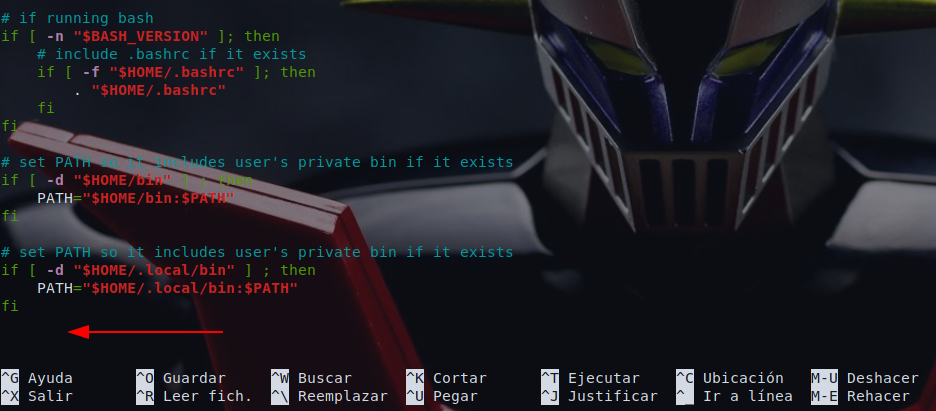 # if running bash
if [ -n "$BASH_VERSION" ]; then
    # include .bashrc if it exists
    if [ -f "$HOME/.bashrc" ]; then
        . "$HOME/.bashrc"
    fi
fi

# set PATH so it includes user's private bin if it exists
if [ -d "$HOME/bin" ] ; then
    PATH="$HOME/bin:$PATH"
fi

# set PATH so it includes user's private bin if it exists
if [ -d "$HOME/.local/bin" ] ; then
    PATH="$HOME/.local/bin:$PATH"
fi

^G Ayuda ^O Guardar ^W Buscar ^K Cortar ^T Ejecutar ^C Ubicación M-U Deshacer
^X Salir ^R Leer fich. ^\ Reemplazar ^U Pegar ^J Justificar ^_ Ir a línea M-E Rehacer